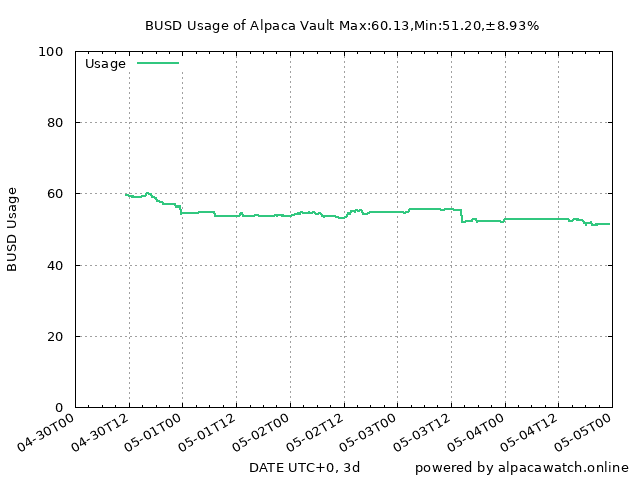 BUSD Usage of Alpaca Vault Max:60.13,Min:51.20,±8.93%
Usage
BUSD Usage
100
80
60
40
20
0
04-30T00
04-30T12
05-01T00
05-01T12
05-02T00
05-02T12
05-03T00
05-03T12
05-04T00
05-04T12
05-05T00
DATE UTC+0, 3d
powered by alpacawatch.online